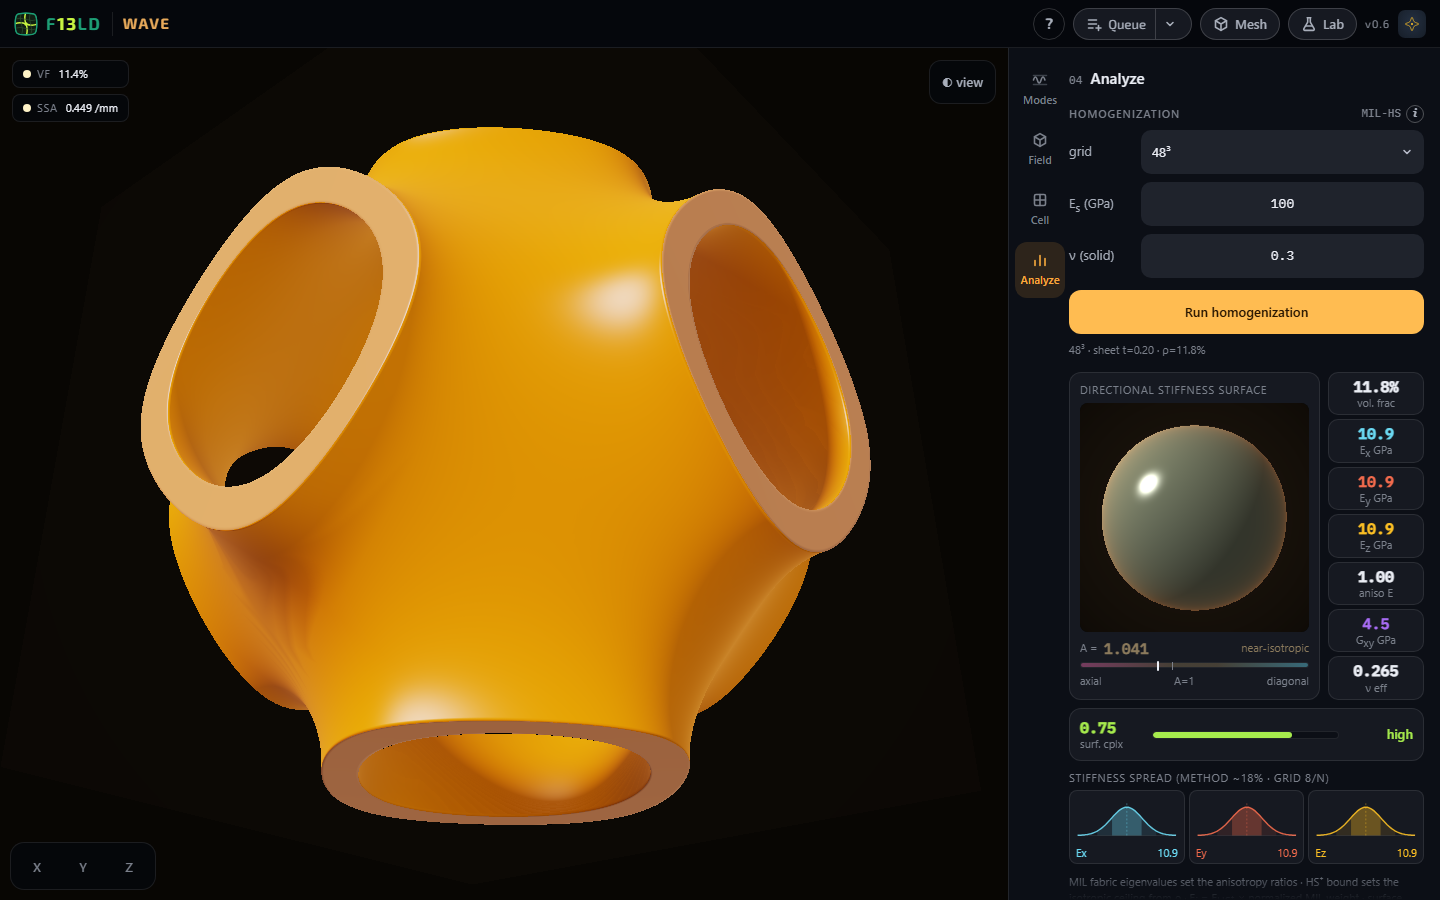 F13LD WAVE
? Queue Mesh Lab v0.6
VF 11.4%
SSA 0.449 /mm
view
X Y Z
Modes
Field
Cell
Analyze
04 Analyze
HOMOGENIZATION MIL-HS i
grid 48³
Es (GPa) 100
ν (solid) 0.3
Run homogenization
48³ · sheet t=0.20 · ρ=11.8%
DIRECTIONAL STIFFNESS SURFACE
A = 1.041 near-isotropic
axial A=1 diagonal
11.8%
vol. frac
10.9
Ex GPa
10.9
Ey GPa
10.9
Ez GPa
1.00
aniso E
4.5
Gxy GPa
0.265
ν eff
0.75
surf. cplx
high
STIFFNESS SPREAD (METHOD ~18% · GRID 8/N)
Ex 10.9
Ey 10.9
Ez 10.9
MIL fabric eigenvalues set the anisotropy ratios · HS⁺ bound sets the